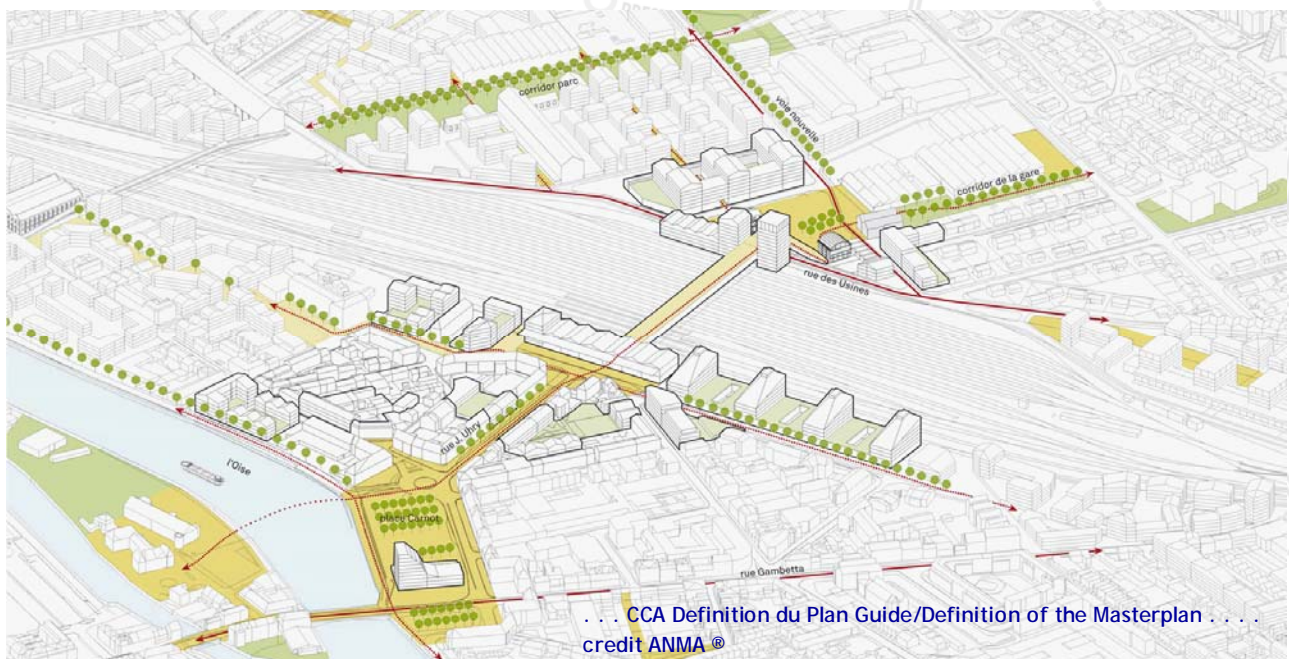 corridor parc
voie nouvelle
corridor de la gare
rue des Usines
rue J. Uhry
l'Oise
place Carnot
rue Gambetta
. . . CCA Definition du Plan Guide/Definition of the Masterplan . . . .
credit ANMA ®